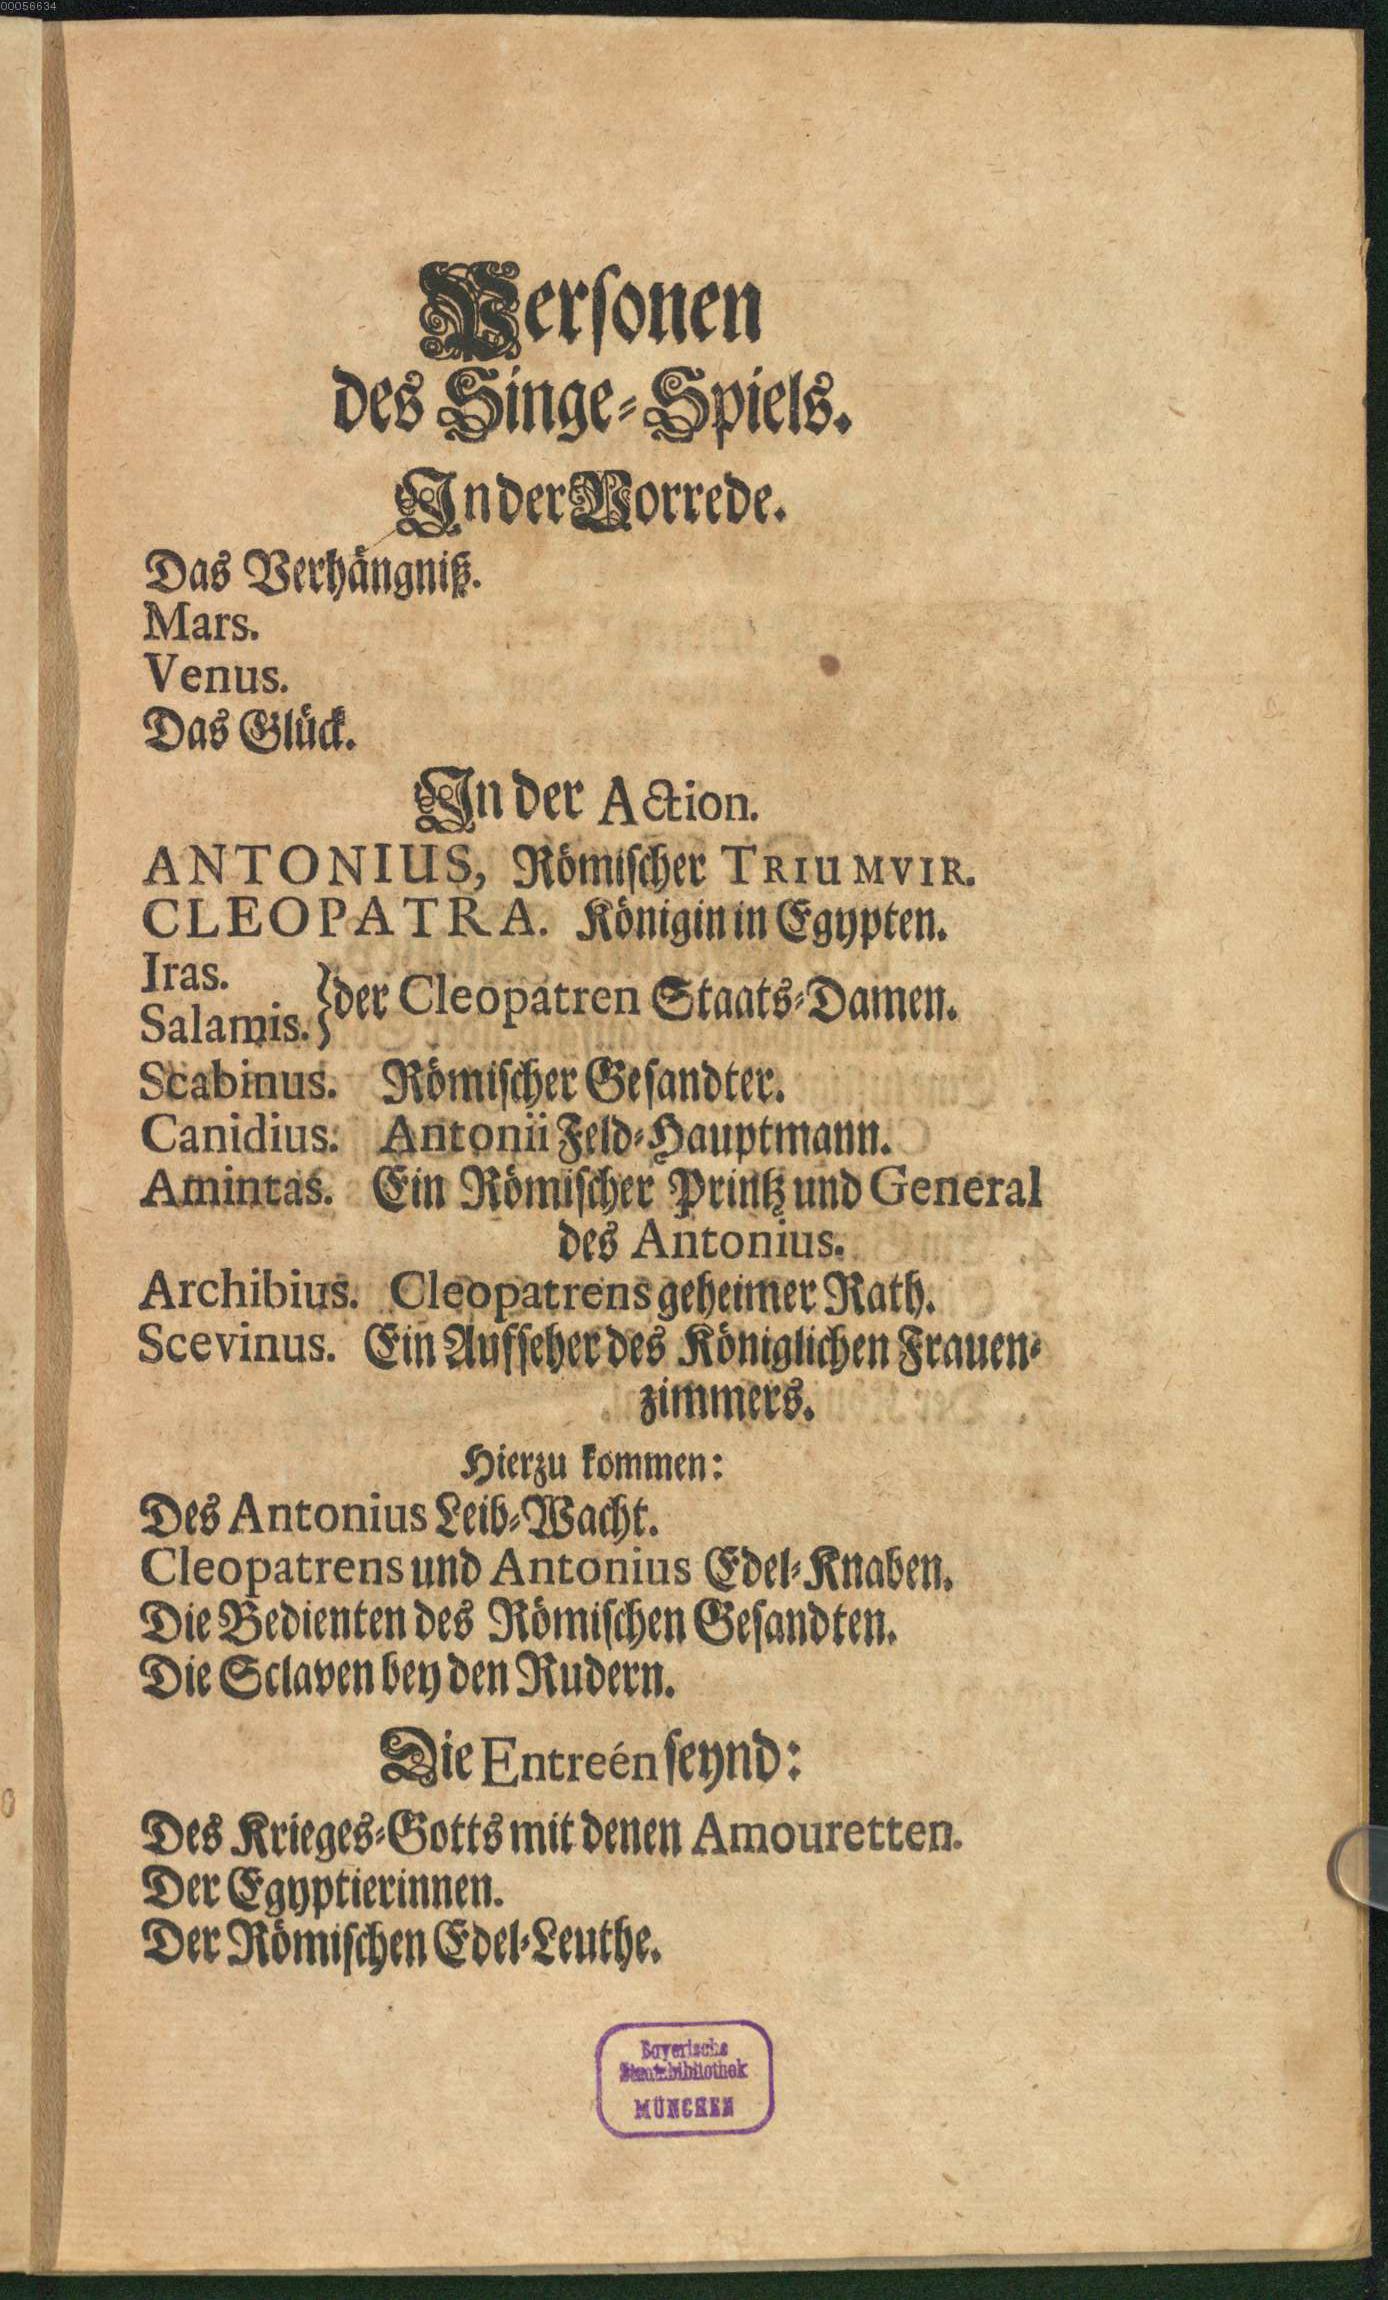 00056634
Personen
des Singe-Spiels.
In der Vorrede.
Das Verhängniß.
Mars.
Venus.
Das Glück.
In der Action.
ANTONIUS, Römiſcher TRIUMVIR.
CLEOPATRA. Königin in Egypten.
Iras.
Salamis. } der Cleopatren Staats-Damen.
Scabinus. Römiſcher Geſandter.
Canidius. Antonii Feld-Hauptmann.
Amintas. Ein Römiſcher Printz und General
des Antonius.
Archibius. Cleopatrens geheimer Rath.
Scevinus. Ein Aufſeher des Königlichen Frauen-
zimmers.
Hierzu kommen:
Des Antonius Leib-Wacht.
Cleopatrens und Antonius Edel-Knaben.
Die Bedienten des Römiſchen Geſandten.
Die Sclaven bey den Rudern.
Die Entreén ſeynd:
Des Krieges-Gotts mit denen Amouretten.
Der Egyptierinnen.
Der Römiſchen Edel-Leuthe.
Bayerische
Staatsbibliothek
MÜNCHEN